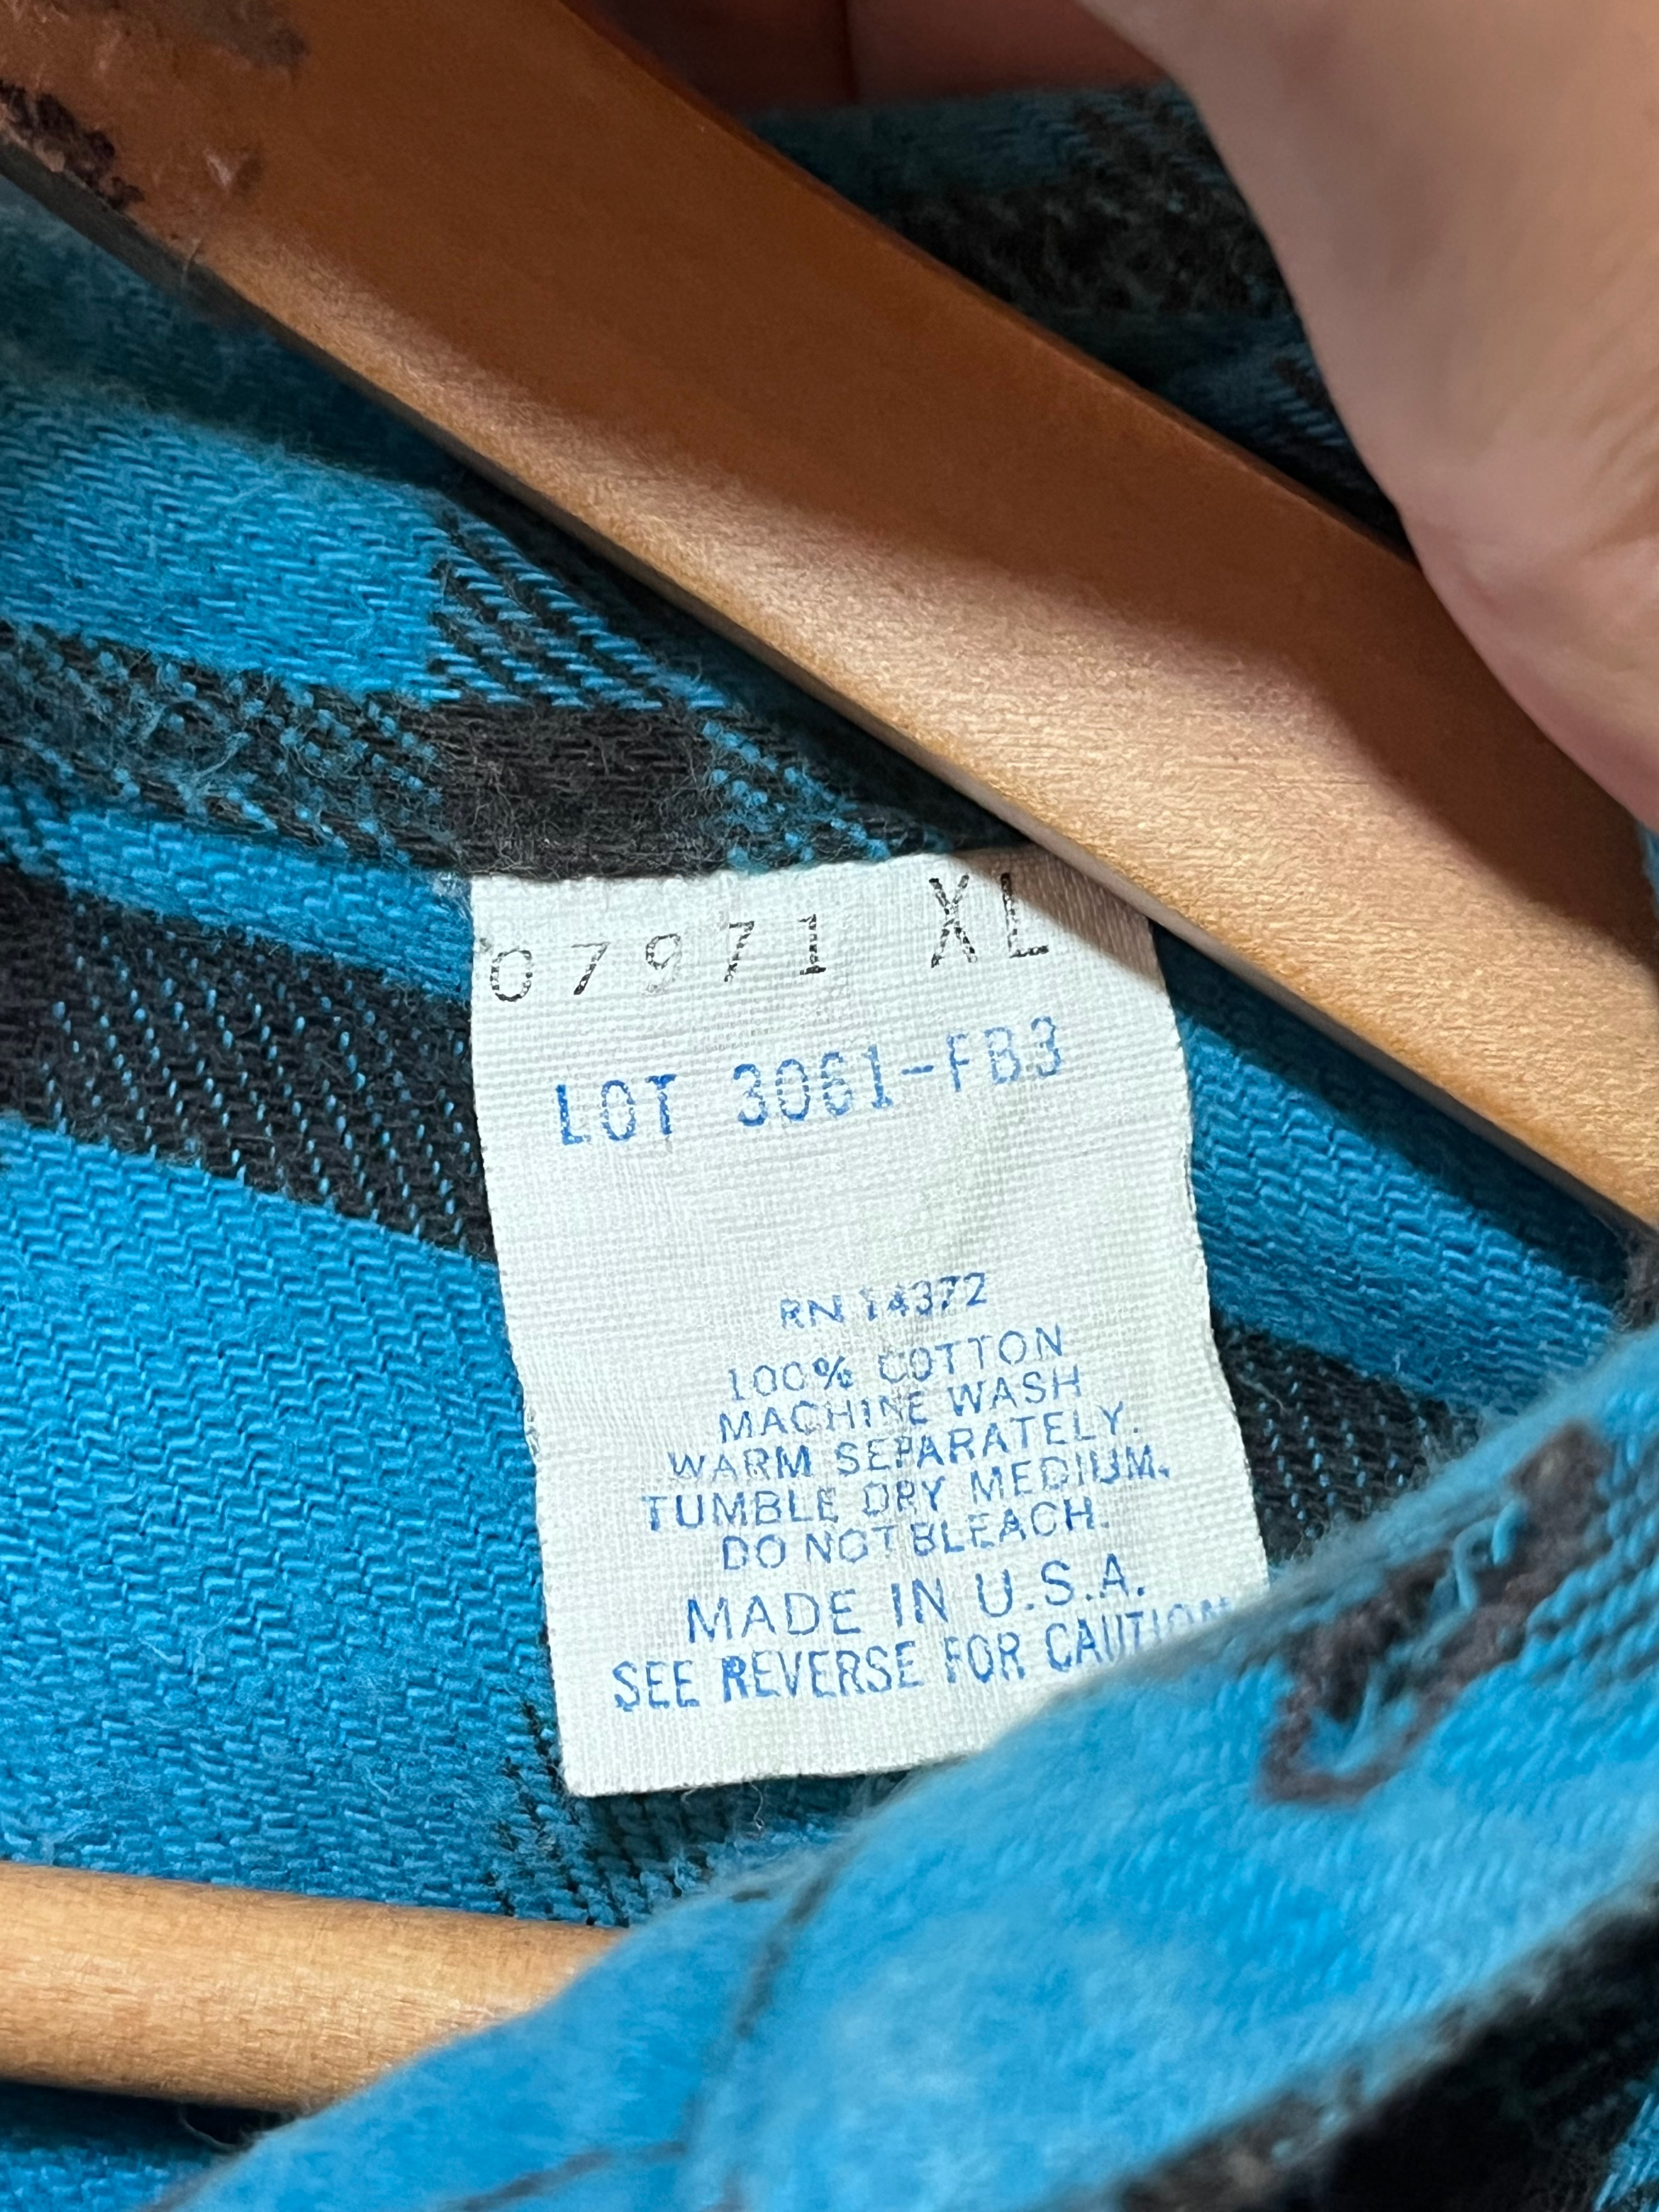 07971 XL
LOT 3061-FB3
RN 14372
100% COTTON
MACHINE WASH
WARM SEPARATELY.
TUMBLE DRY MEDIUM.
DO NOT BLEACH.
MADE IN U.S.A.
SEE REVERSE FOR CAUTION